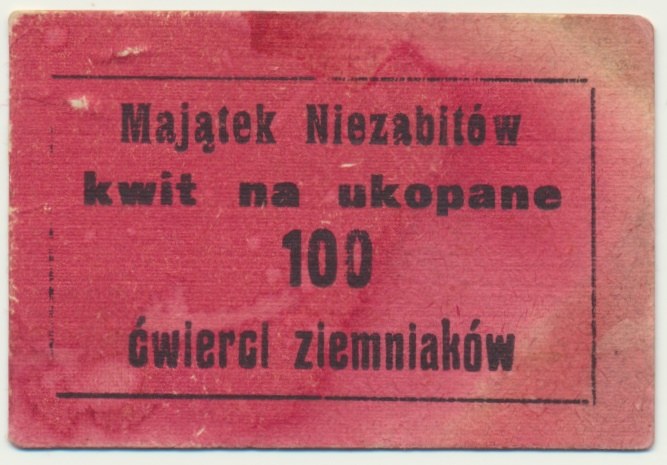 Majątek Niezabitów
kwit na ukopane
100
ćwierci ziemniaków